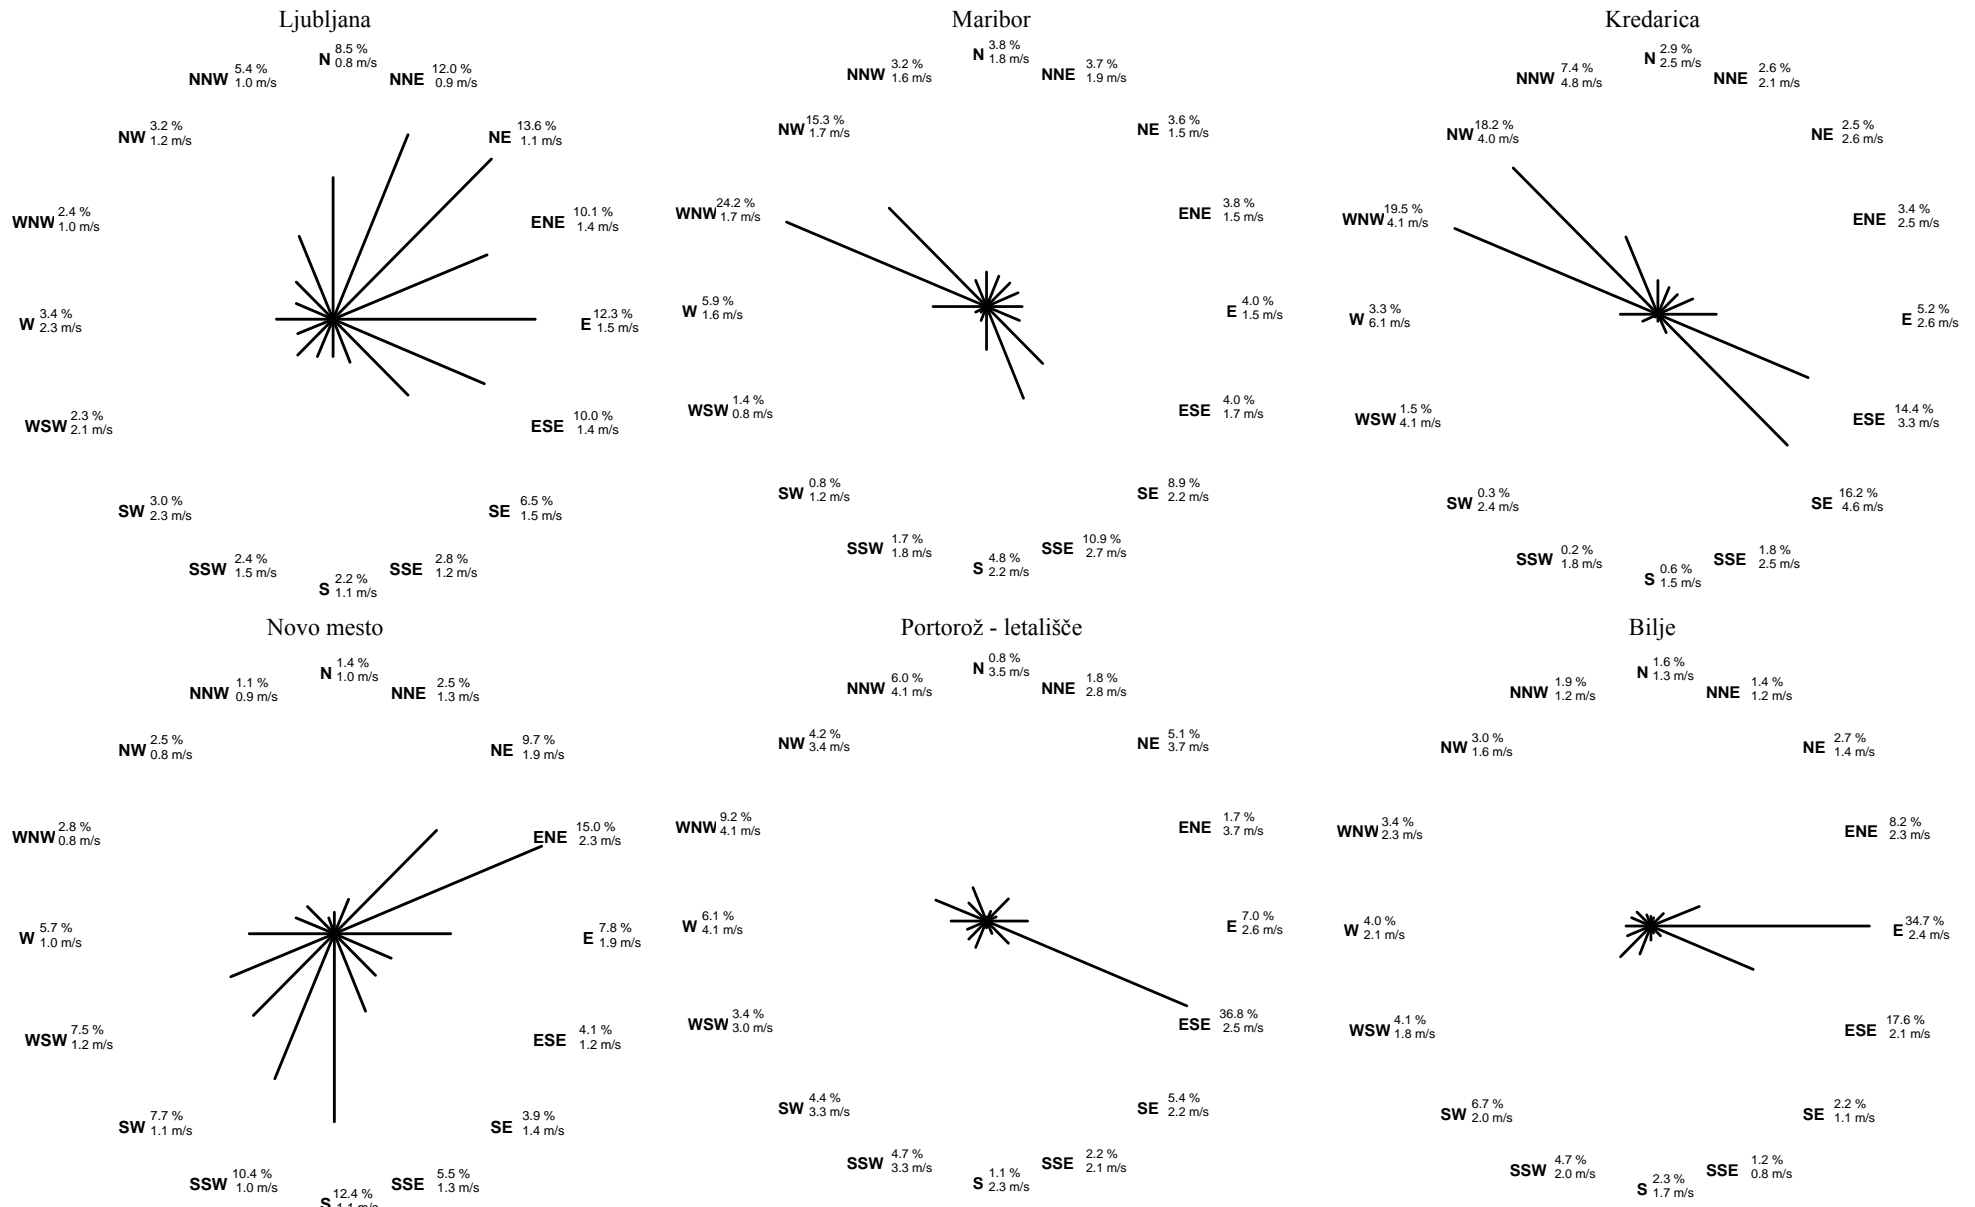 Ljubljana
N 8.5 %
0.8 m/s
NNW 5.4 %
1.0 m/s
NNE 12.0 %
0.9 m/s
NW 3.2 %
1.2 m/s
NE 13.6 %
1.1 m/s
WNW 2.4 %
1.0 m/s
ENE 10.1 %
1.4 m/s
W 3.4 %
2.3 m/s
E 12.3 %
1.5 m/s
WSW 2.3 %
2.1 m/s
ESE 10.0 %
1.4 m/s
SW 3.0 %
2.3 m/s
SE 6.5 %
1.5 m/s
SSW 2.4 %
1.5 m/s
SSE 2.8 %
1.2 m/s
S 2.2 %
1.1 m/s
Maribor
N 3.8 %
1.8 m/s
NNW 3.2 %
1.6 m/s
NNE 3.7 %
1.9 m/s
NW 15.3 %
1.7 m/s
NE 3.6 %
1.5 m/s
WNW 24.2 %
1.7 m/s
ENE 3.8 %
1.5 m/s
W 5.9 %
1.6 m/s
E 4.0 %
1.5 m/s
WSW 1.4 %
0.8 m/s
ESE 4.0 %
1.7 m/s
SW 0.8 %
1.2 m/s
SE 8.9 %
2.2 m/s
SSW 1.7 %
1.8 m/s
SSE 10.9 %
2.7 m/s
S 4.8 %
2.2 m/s
Kredarica
N 2.9 %
2.5 m/s
NNW 7.4 %
4.8 m/s
NNE 2.6 %
2.1 m/s
NW 18.2 %
4.0 m/s
NE 2.5 %
2.6 m/s
WNW 19.5 %
4.1 m/s
ENE 3.4 %
2.5 m/s
W 3.3 %
6.1 m/s
E 5.2 %
2.6 m/s
WSW 1.5 %
4.1 m/s
ESE 14.4 %
3.3 m/s
SW 0.3 %
2.4 m/s
SE 16.2 %
4.6 m/s
SSW 0.2 %
1.8 m/s
SSE 1.8 %
2.5 m/s
S 0.6 %
1.5 m/s
Novo mesto
N 1.4 %
1.0 m/s
NNW 1.1 %
0.9 m/s
NNE 2.5 %
1.3 m/s
NW 2.5 %
0.8 m/s
NE 9.7 %
1.9 m/s
WNW 2.8 %
0.8 m/s
ENE 15.0 %
2.3 m/s
W 5.7 %
1.0 m/s
E 7.8 %
1.9 m/s
WSW 7.5 %
1.2 m/s
ESE 4.1 %
1.2 m/s
SW 7.7 %
1.1 m/s
SE 3.9 %
1.4 m/s
SSW 10.4 %
1.0 m/s
SSE 5.5 %
1.3 m/s
S 12.4 %
1.1 m/s
Portorož - letališče
N 0.8 %
3.5 m/s
NNW 6.0 %
4.1 m/s
NNE 1.8 %
2.8 m/s
NW 4.2 %
3.4 m/s
NE 5.1 %
3.7 m/s
WNW 9.2 %
4.1 m/s
ENE 1.7 %
3.7 m/s
W 6.1 %
4.1 m/s
E 7.0 %
2.6 m/s
WSW 3.4 %
3.0 m/s
ESE 36.8 %
2.5 m/s
SW 4.4 %
3.3 m/s
SE 5.4 %
2.2 m/s
SSW 4.7 %
3.3 m/s
SSE 2.2 %
2.1 m/s
S 1.1 %
2.3 m/s
Bilje
N 1.6 %
1.3 m/s
NNW 1.9 %
1.2 m/s
NNE 1.4 %
1.2 m/s
NW 3.0 %
1.6 m/s
NE 2.7 %
1.4 m/s
WNW 3.4 %
2.3 m/s
ENE 8.2 %
2.3 m/s
W 4.0 %
2.1 m/s
E 34.7 %
2.4 m/s
WSW 4.1 %
1.8 m/s
ESE 17.6 %
2.1 m/s
SW 6.7 %
2.0 m/s
SE 2.2 %
1.1 m/s
SSW 4.7 %
2.0 m/s
SSE 1.2 %
0.8 m/s
S 2.3 %
1.7 m/s